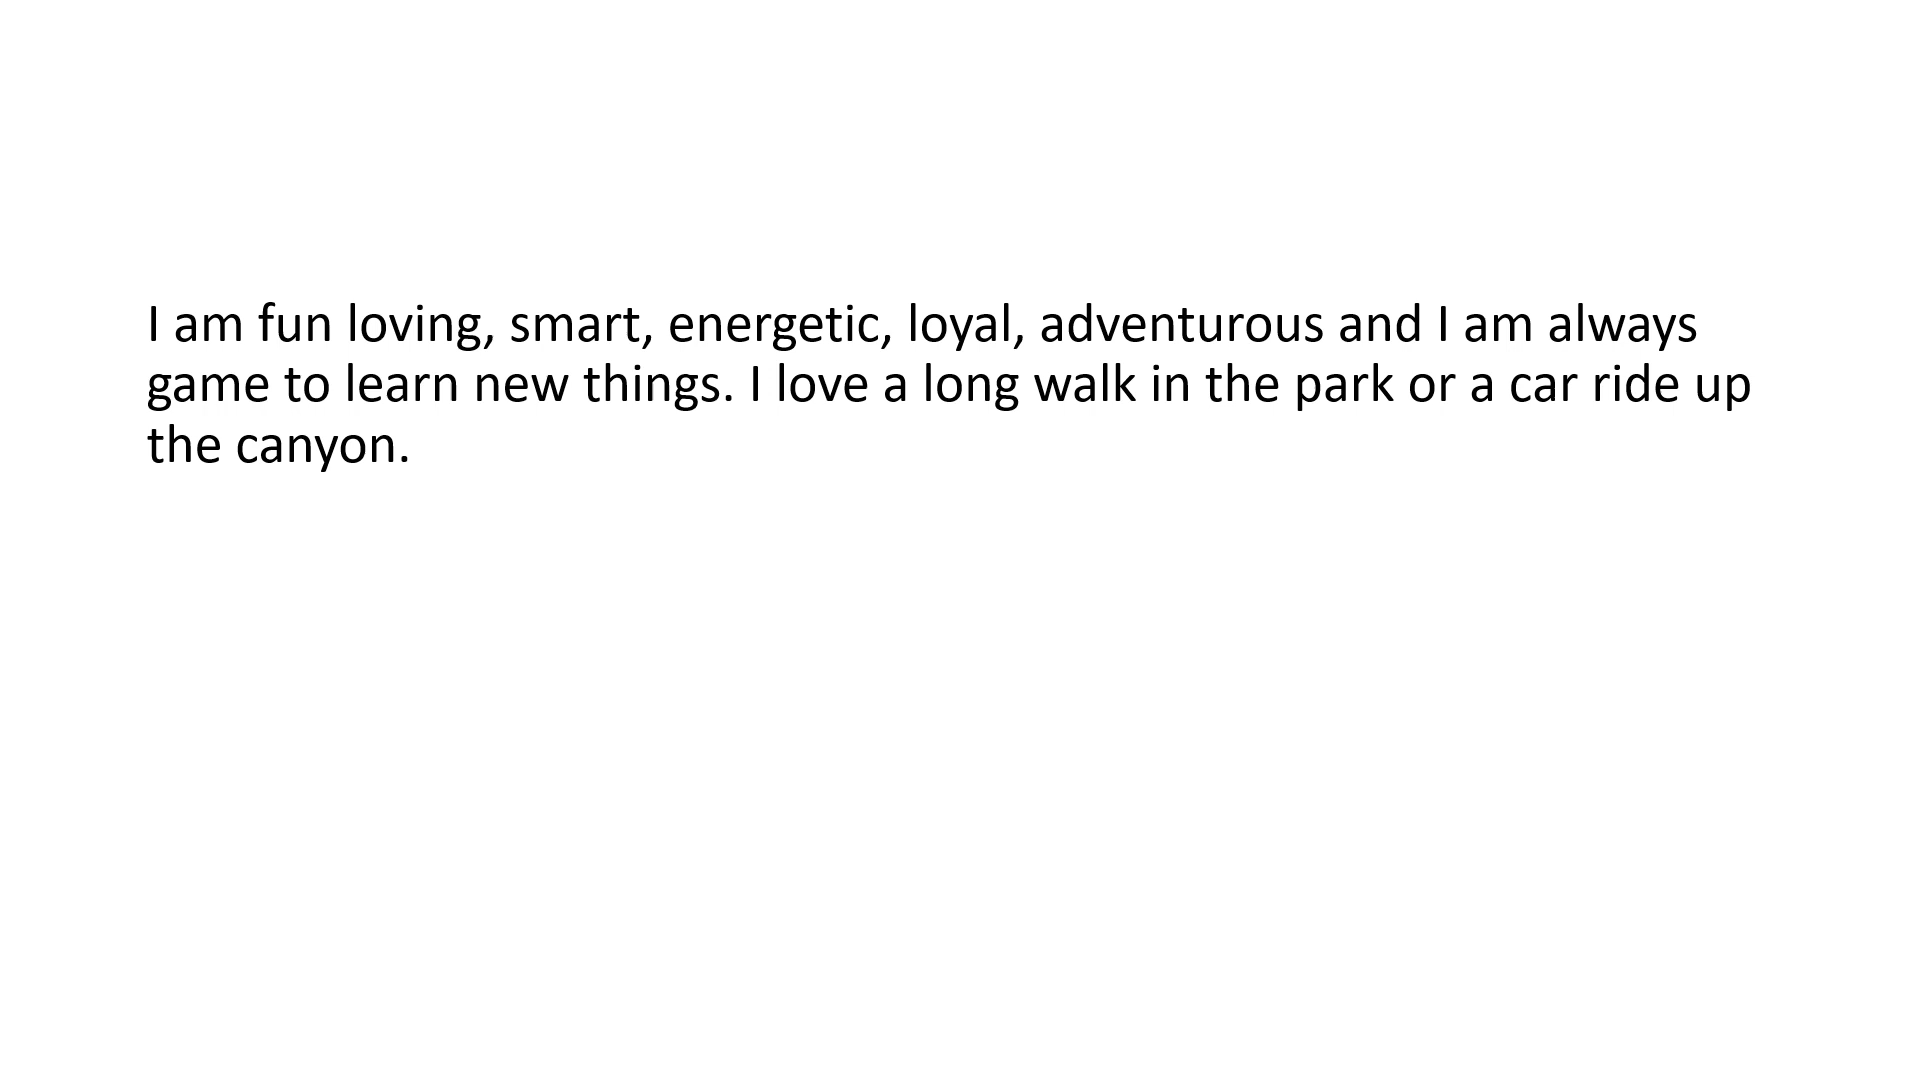 I am fun loving, smart, energetic, loyal, adventurous and I am always
game to learn new things. I love a long walk in the park or a car ride up
the canyon.